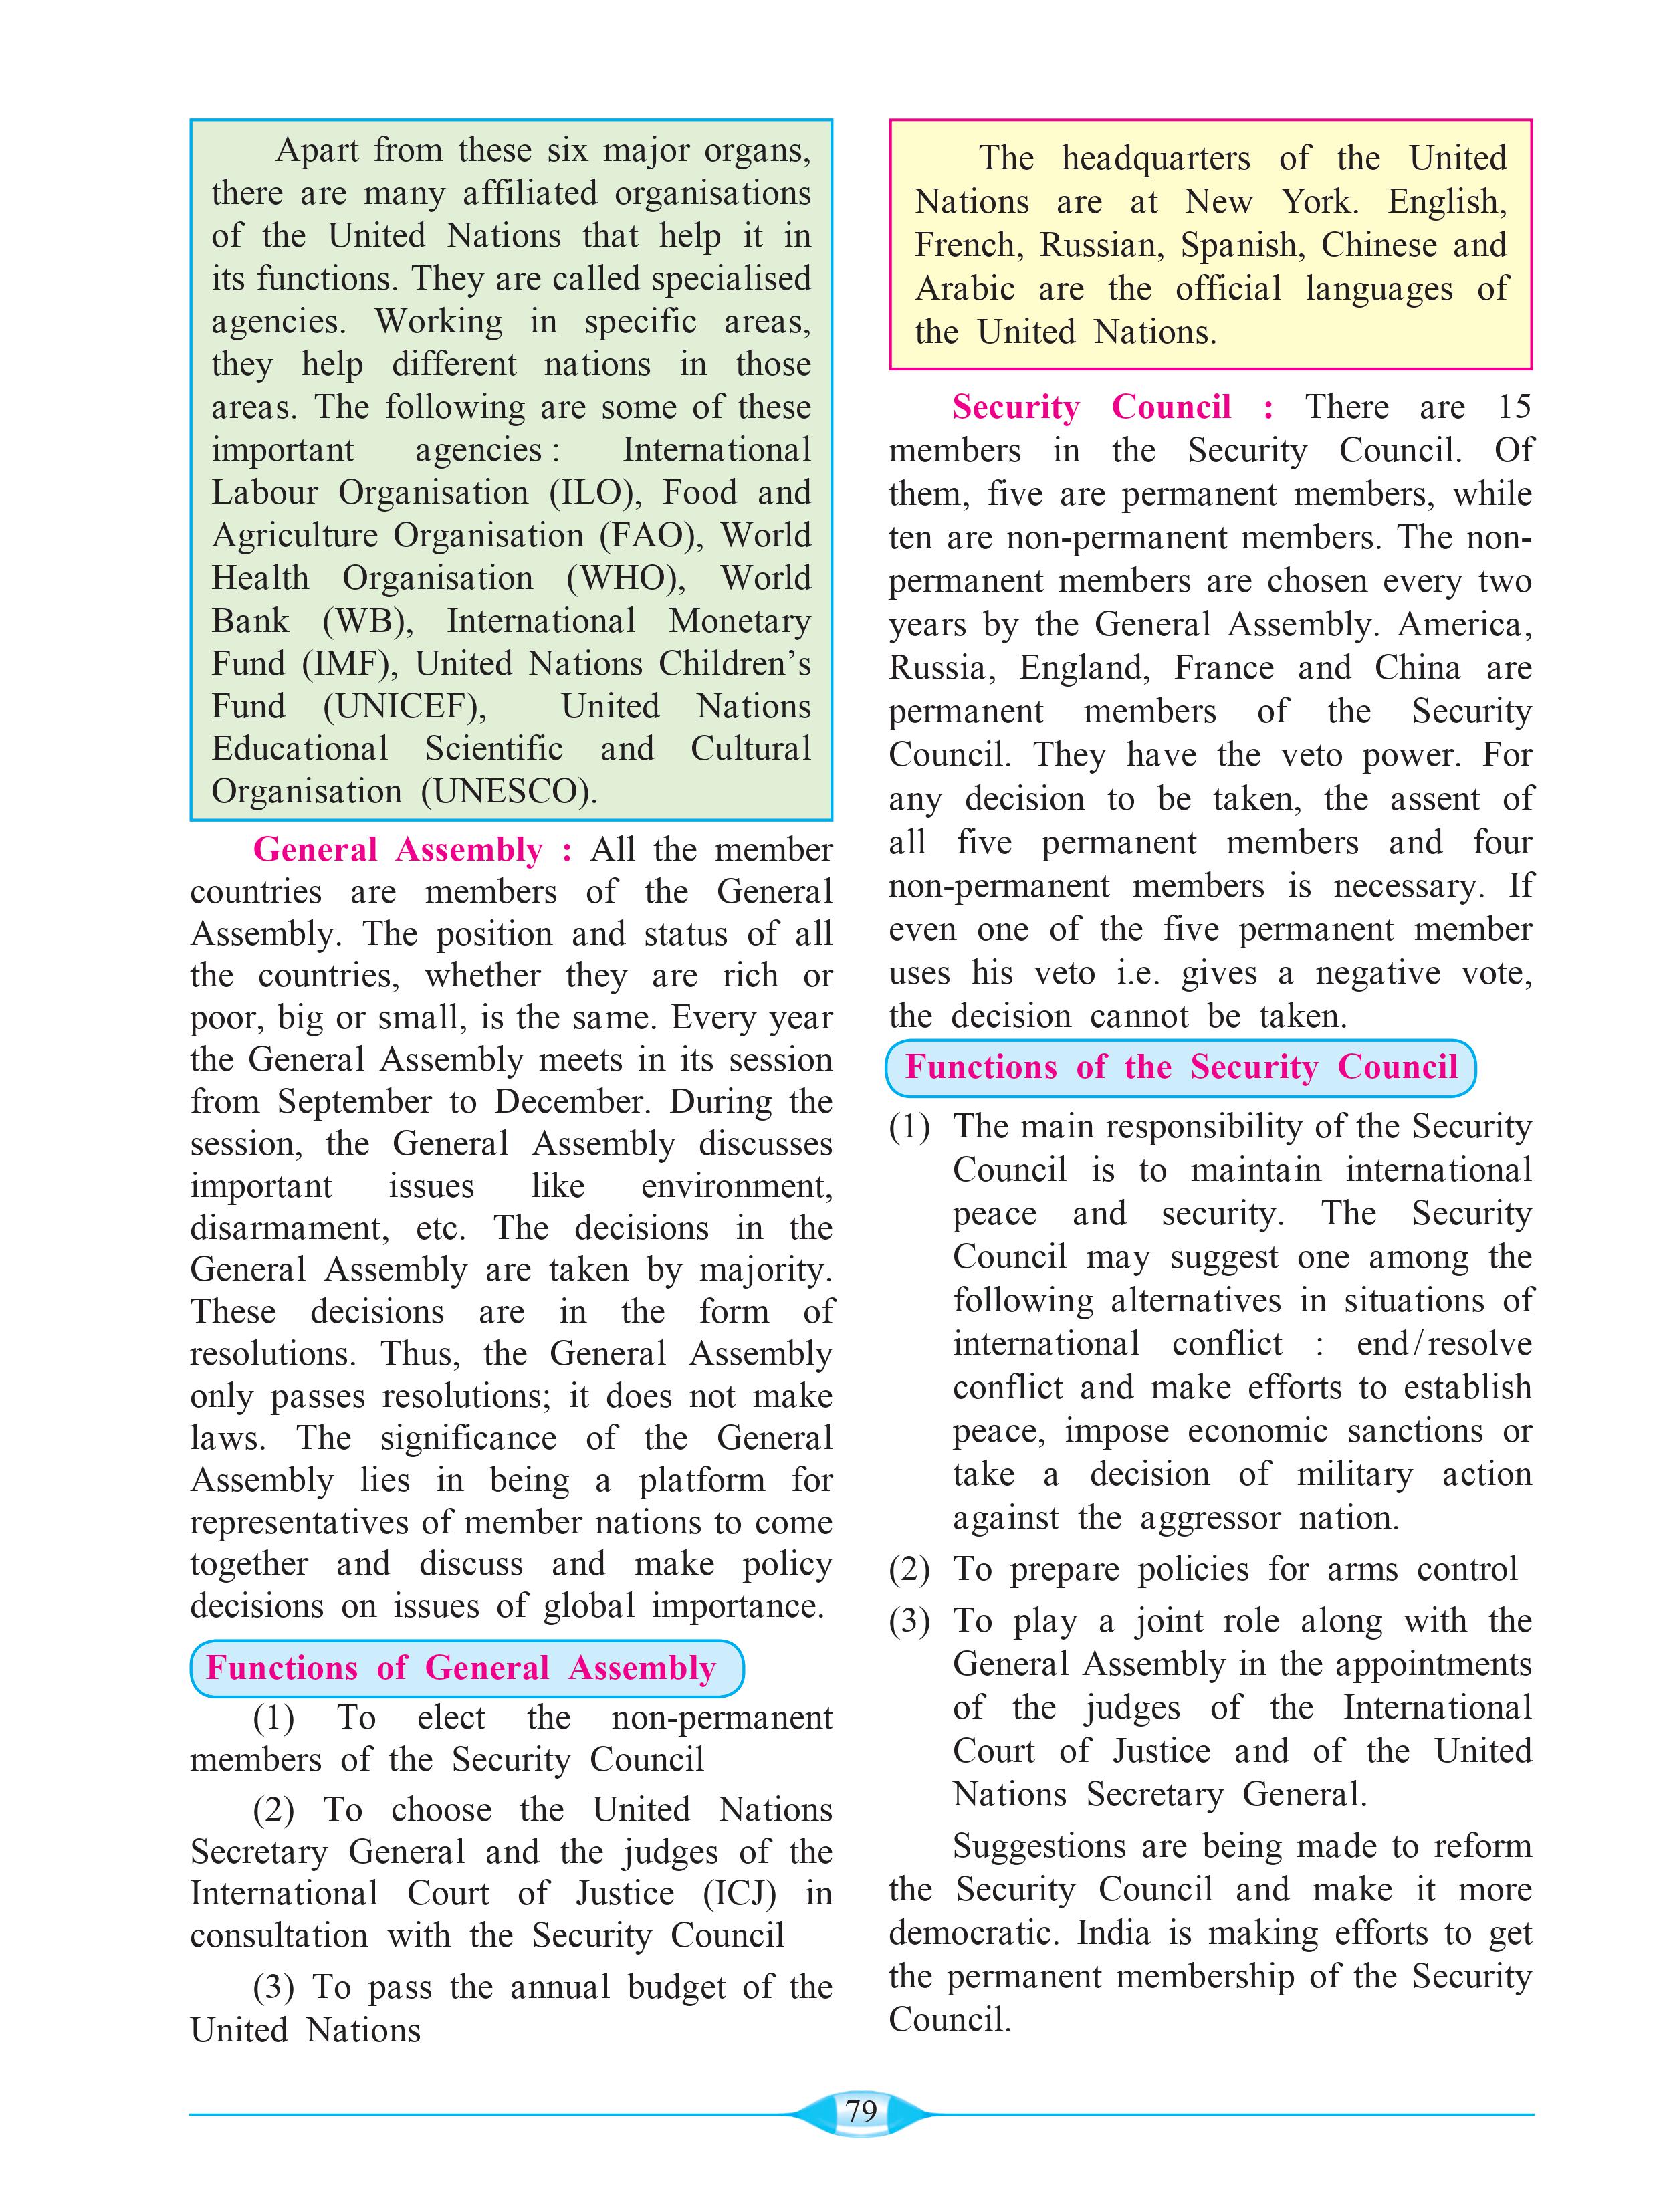 Apart from these six major organs,
there are many affiliated organisations
of the United Nations that help it in
its functions. They are called specialised
agencies. Working in specific areas,
they help different nations in those
areas. The following are some of these
important agencies : International
Labour Organisation (ILO), Food and
Agriculture Organisation (FAO), World
Health Organisation (WHO), World
Bank (WB), International Monetary
Fund (IMF), United Nations Children’s
Fund (UNICEF), United Nations
Educational Scientific and Cultural
Organisation (UNESCO).
General Assembly : All the member
countries are members of the General
Assembly. The position and status of all
the countries, whether they are rich or
poor, big or small, is the same. Every year
the General Assembly meets in its session
from September to December. During the
session, the General Assembly discusses
important issues like environment,
disarmament, etc. The decisions in the
General Assembly are taken by majority.
These decisions are in the form of
resolutions. Thus, the General Assembly
only passes resolutions; it does not make
laws. The significance of the General
Assembly lies in being a platform for
representatives of member nations to come
together and discuss and make policy
decisions on issues of global importance.
Functions of General Assembly
(1) To elect the non-permanent
members of the Security Council
(2) To choose the United Nations
Secretary General and the judges of the
International Court of Justice (ICJ) in
consultation with the Security Council
(3) To pass the annual budget of the
United Nations
The headquarters of the United
Nations are at New York. English,
French, Russian, Spanish, Chinese and
Arabic are the official languages of
the United Nations.
Security Council : There are 15
members in the Security Council. Of
them, five are permanent members, while
ten are non-permanent members. The non-
permanent members are chosen every two
years by the General Assembly. America,
Russia, England, France and China are
permanent members of the Security
Council. They have the veto power. For
any decision to be taken, the assent of
all five permanent members and four
non-permanent members is necessary. If
even one of the five permanent member
uses his veto i.e. gives a negative vote,
the decision cannot be taken.
Functions of the Security Council
(1) The main responsibility of the Security
Council is to maintain international
peace and security. The Security
Council may suggest one among the
following alternatives in situations of
international conflict : end/resolve
conflict and make efforts to establish
peace, impose economic sanctions or
take a decision of military action
against the aggressor nation.
(2) To prepare policies for arms control
(3) To play a joint role along with the
General Assembly in the appointments
of the judges of the International
Court of Justice and of the United
Nations Secretary General.
Suggestions are being made to reform
the Security Council and make it more
democratic. India is making efforts to get
the permanent membership of the Security
Council.
79